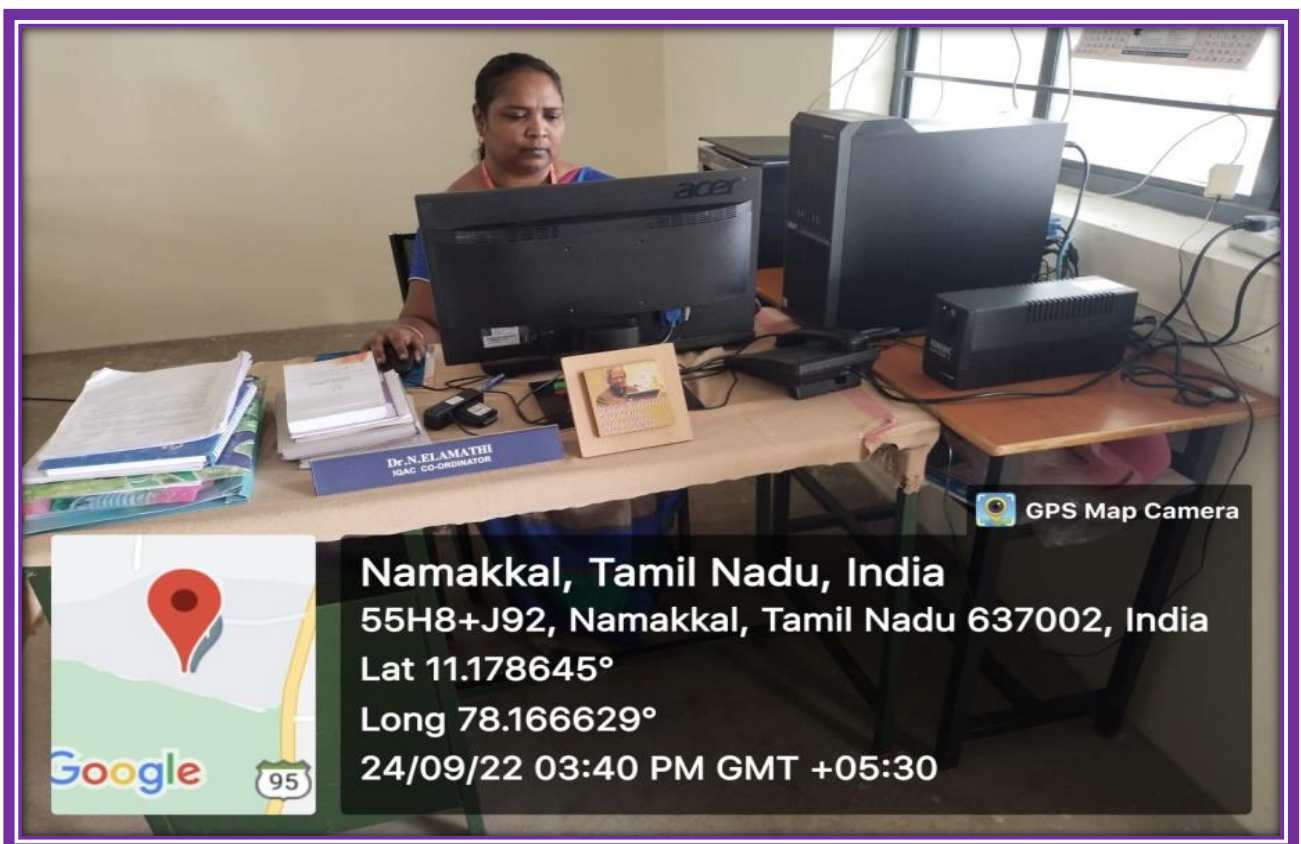 acer
Dr.N.ELAMATHI
IQAC CO-ORDINATOR
GPS Map Camera
Namakkal, Tamil Nadu, India
55H8+J92, Namakkal, Tamil Nadu 637002, India
Lat 11.178645°
Long 78.166629°
24/09/22 03:40 PM GMT +05:30
Google
95